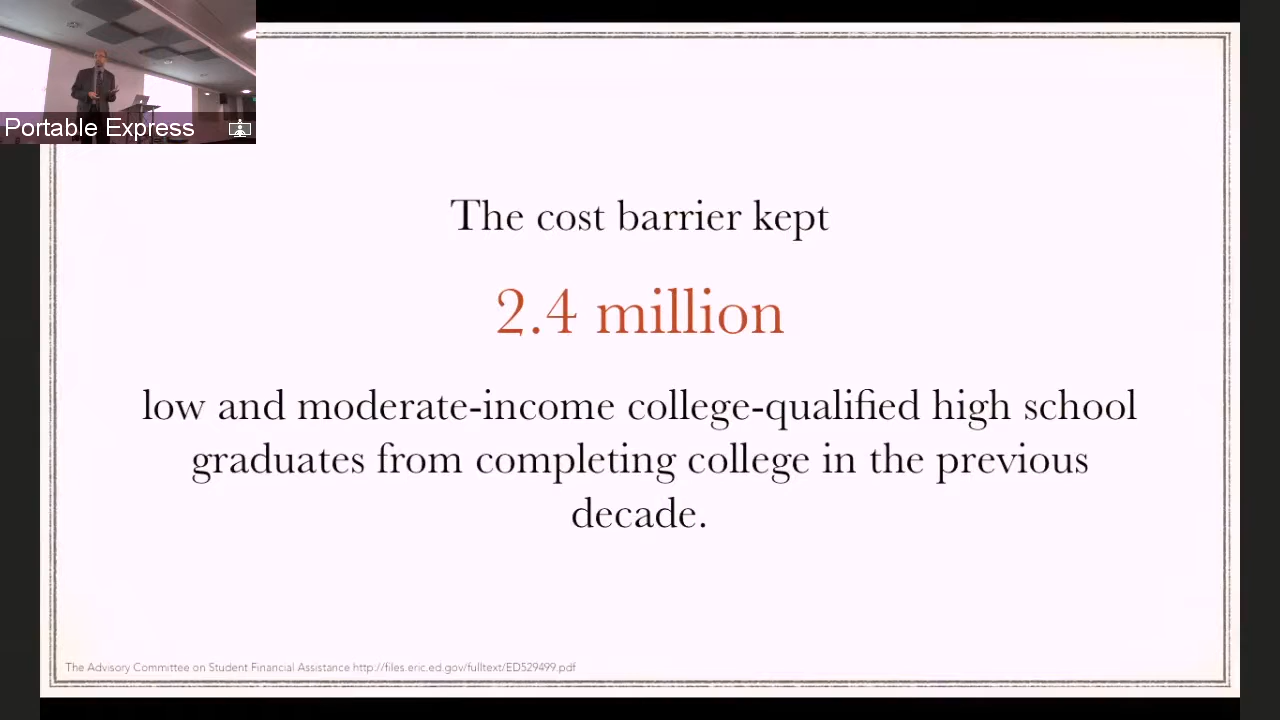 Portable Express
The cost barrier kept
2.4 million
low and moderate-income college-qualified high school
graduates from completing college in the previous
decade.
The Advisory Committee on Student Financial Assistance http://files.eric.ed.gov/fulltext/ED529499.pdf